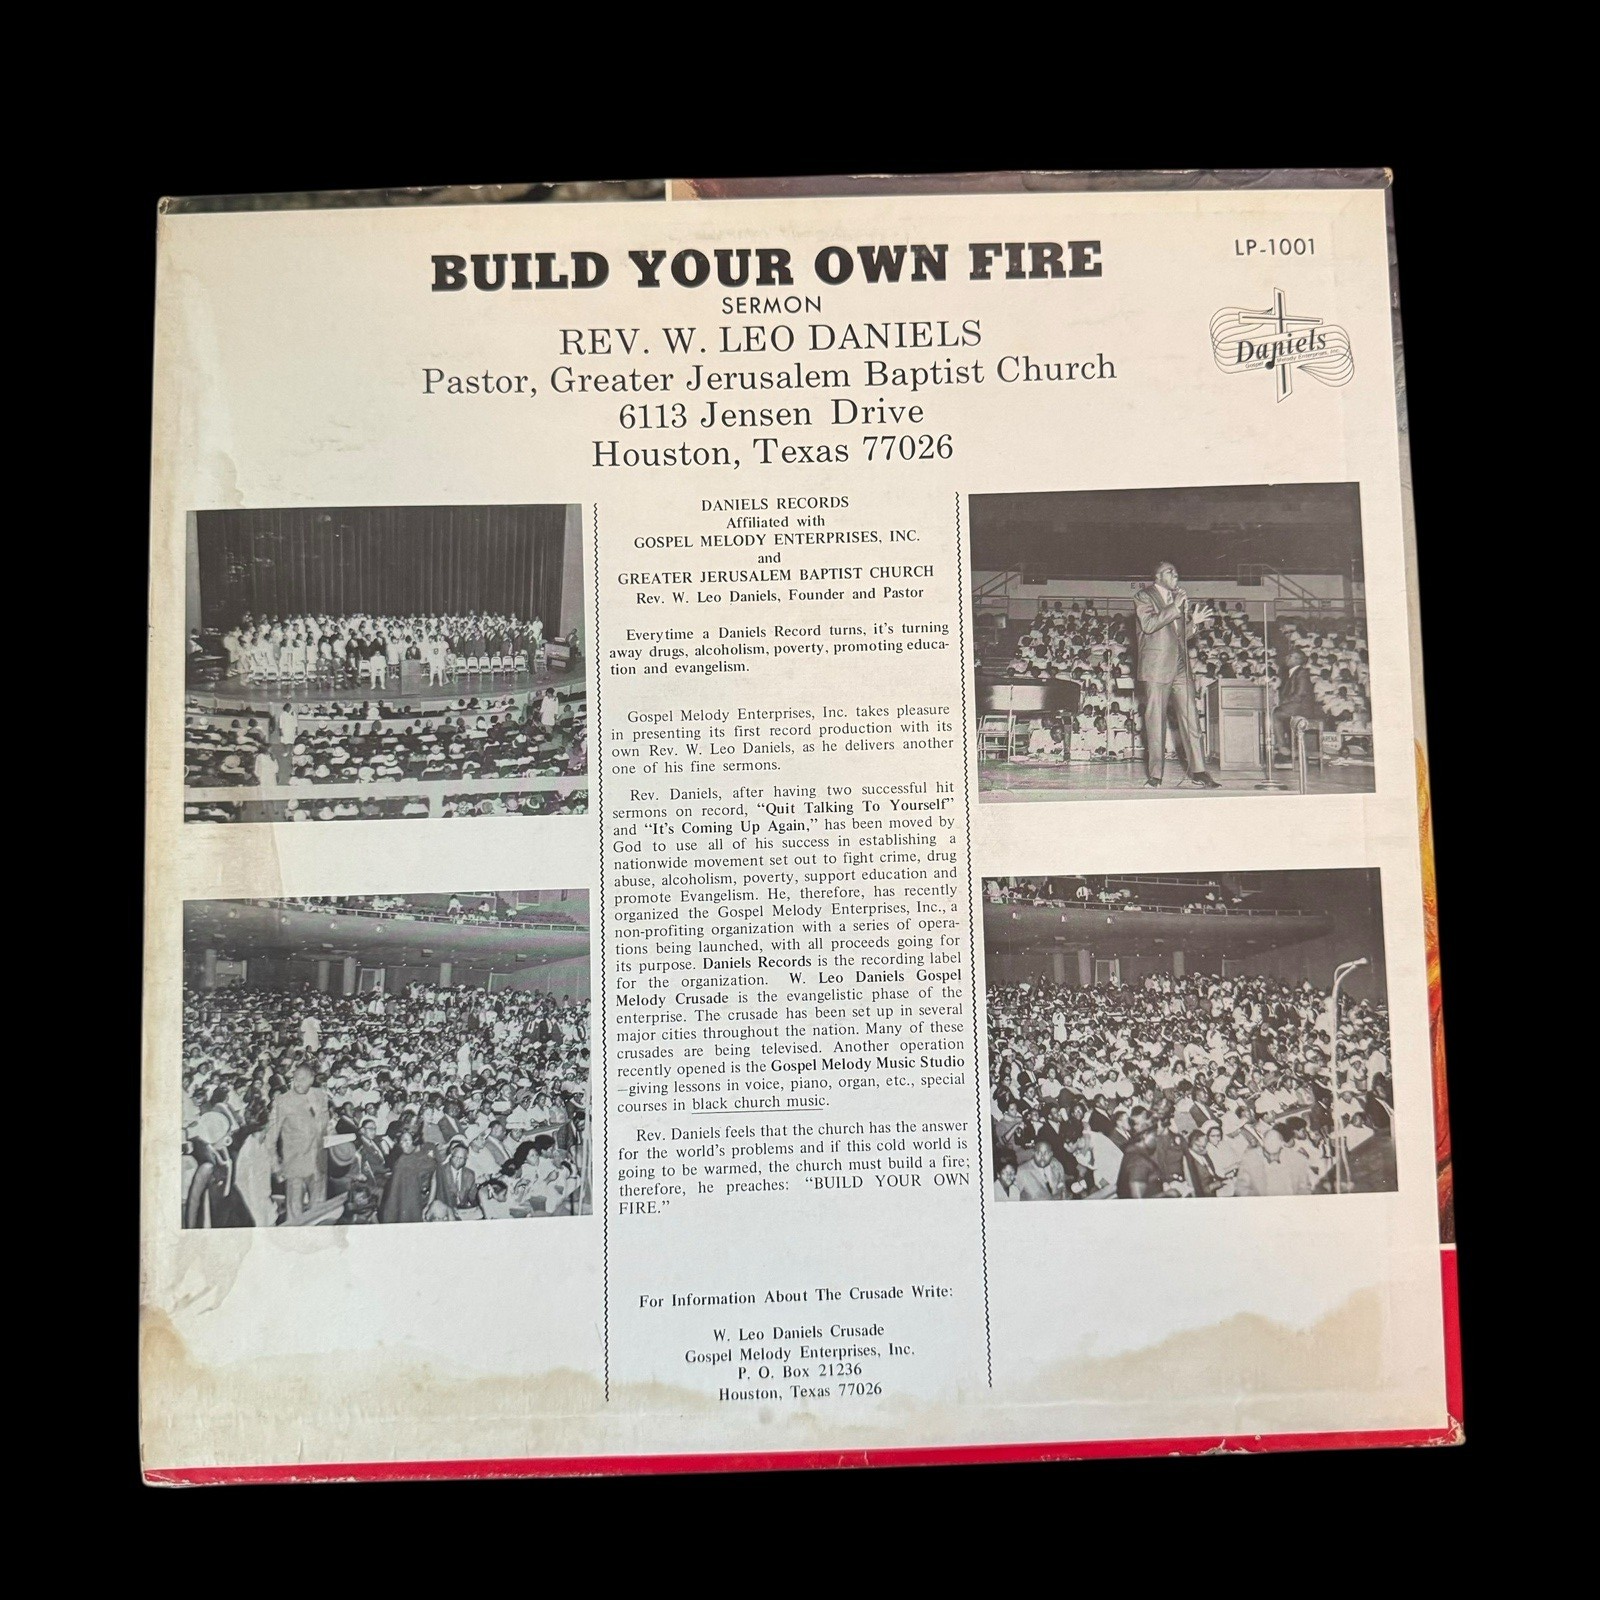 BUILD YOUR OWN FIRE
LP-1001
SERMON
REV. W. LEO DANIELS
Pastor, Greater Jerusalem Baptist Church
6113 Jensen Drive
Houston, Texas 77026
Daniels
Gospel Melody Enterprises, Inc.
DANIELS RECORDS
Affiliated with
GOSPEL MELODY ENTERPRISES, INC.
and
GREATER JERUSALEM BAPTIST CHURCH
Rev. W. Leo Daniels, Founder and Pastor
Everytime a Daniels Record turns, it's turning
away drugs, alcoholism, poverty, promoting educa-
tion and evangelism.
Gospel Melody Enterprises, Inc. takes pleasure
in presenting its first record production with its
own Rev. W. Leo Daniels, as he delivers another
one of his fine sermons.
Rev. Daniels, after having two successful hit
sermons on record, "Quit Talking To Yourself"
and "It's Coming Up Again," has been moved by
God to use all of his success in establishing a
nationwide movement set out to fight crime, drug
abuse, alcoholism, poverty, support education and
promote Evangelism. He, therefore, has recently
organized the Gospel Melody Enterprises, Inc., a
non-profiting organization with a series of opera-
tions being launched, with all proceeds going for
its purpose. Daniels Records is the recording label
for the organization. W. Leo Daniels Gospel
Melody Crusade is the evangelistic phase of the
enterprise. The crusade has been set up in several
major cities throughout the nation. Many of these
crusades are being televised. Another operation
recently opened is the Gospel Melody Music Studio
—giving lessons in voice, piano, organ, etc., special
courses in black church music.
Rev. Daniels feels that the church has the answer
for the world's problems and if this cold world is
going to be warmed, the church must build a fire;
therefore, he preaches: "BUILD YOUR OWN
FIRE."
For Information About The Crusade Write:
W. Leo Daniels Crusade
Gospel Melody Enterprises, Inc.
P. O. Box 21236
Houston, Texas 77026